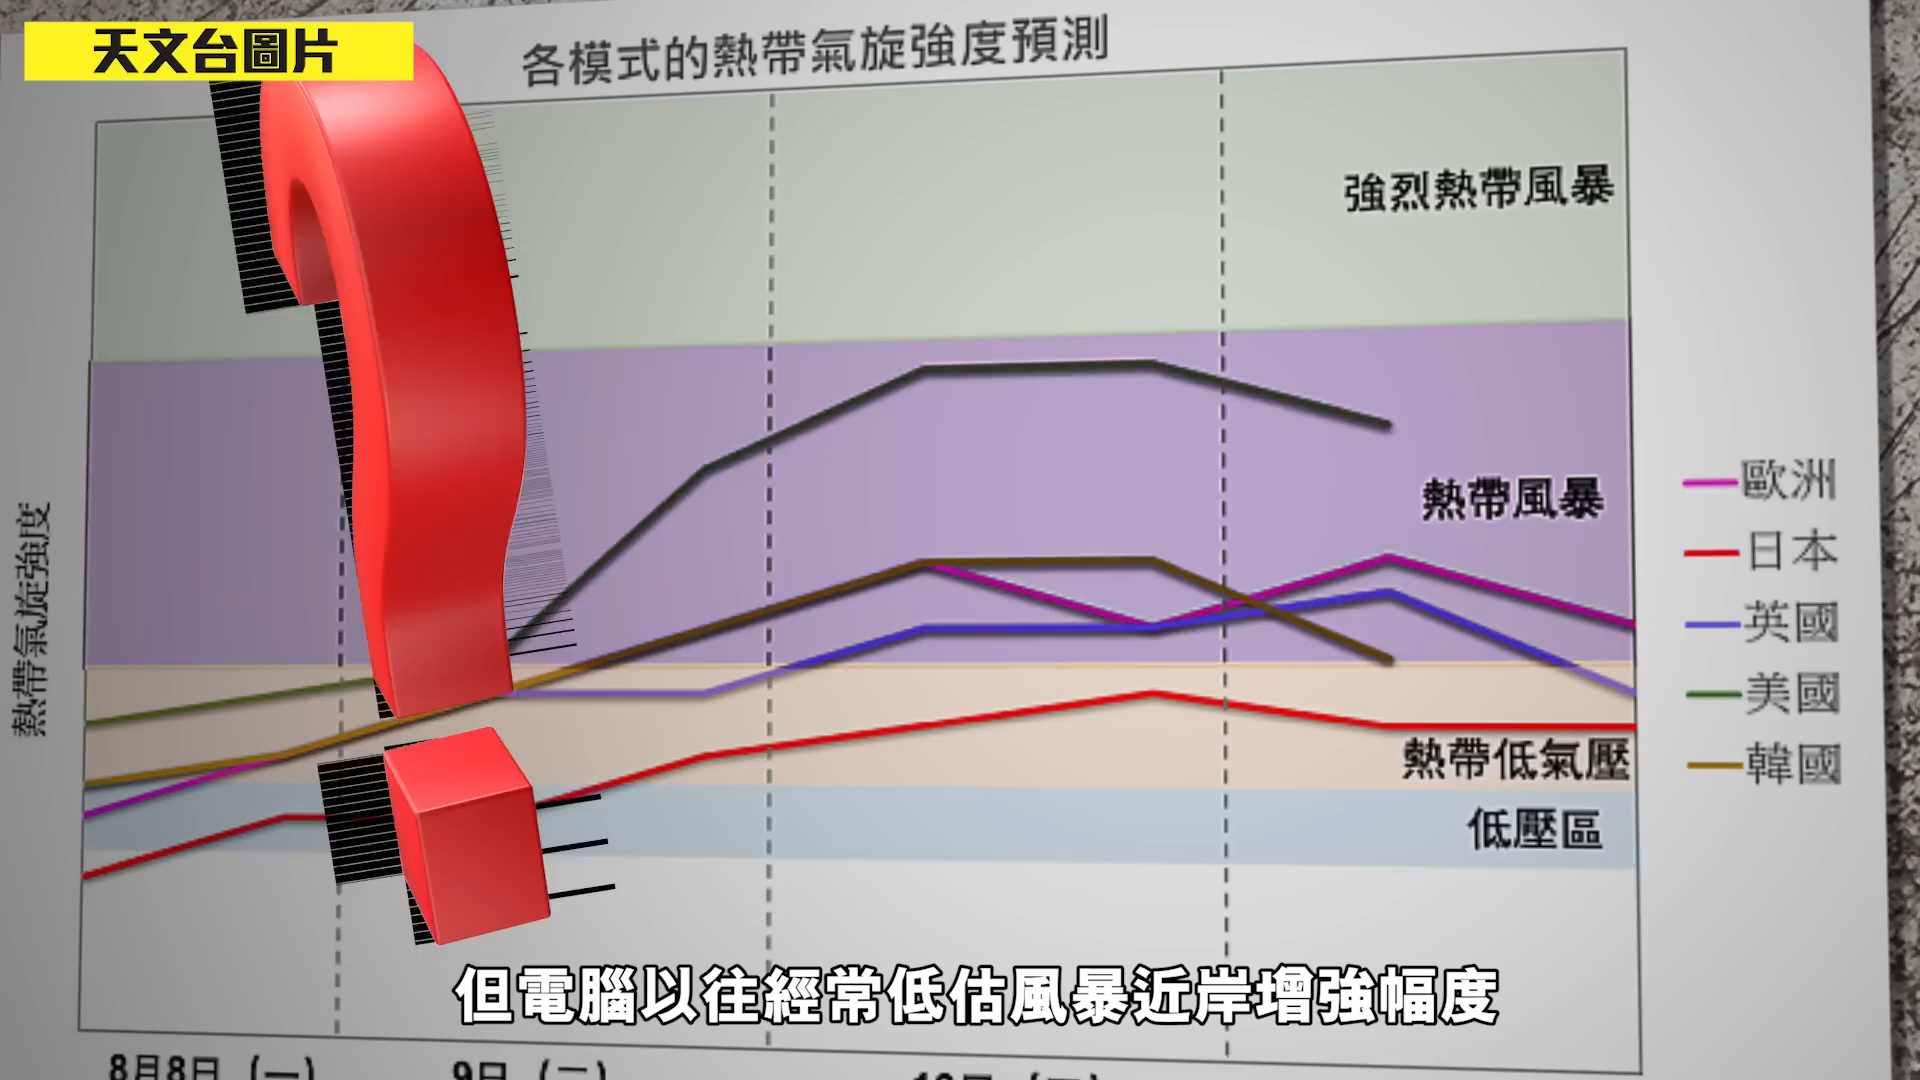 天文台圖片
各模式的熱帶氣旋強度預測
強烈熱帶風暴
熱帶風暴
熱帶低氣壓
低壓區
熱帶氣旋強度
歐洲
日本
英國
美國
韓國
但電腦以往經常低估風暴近岸增強幅度
8月8日 (一)
9日 (二)